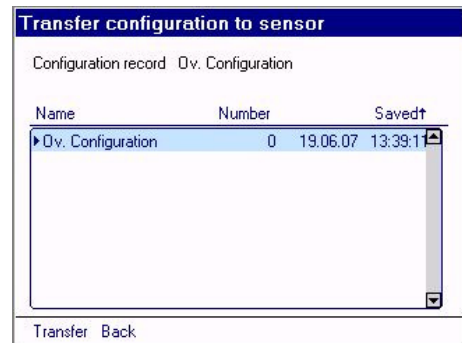 Transfer configuration to sensor
Configuration record Ov. Configuration
Name Number Saved↑
Ov. Configuration 0 19.06.07 13:39:11
Transfer Back